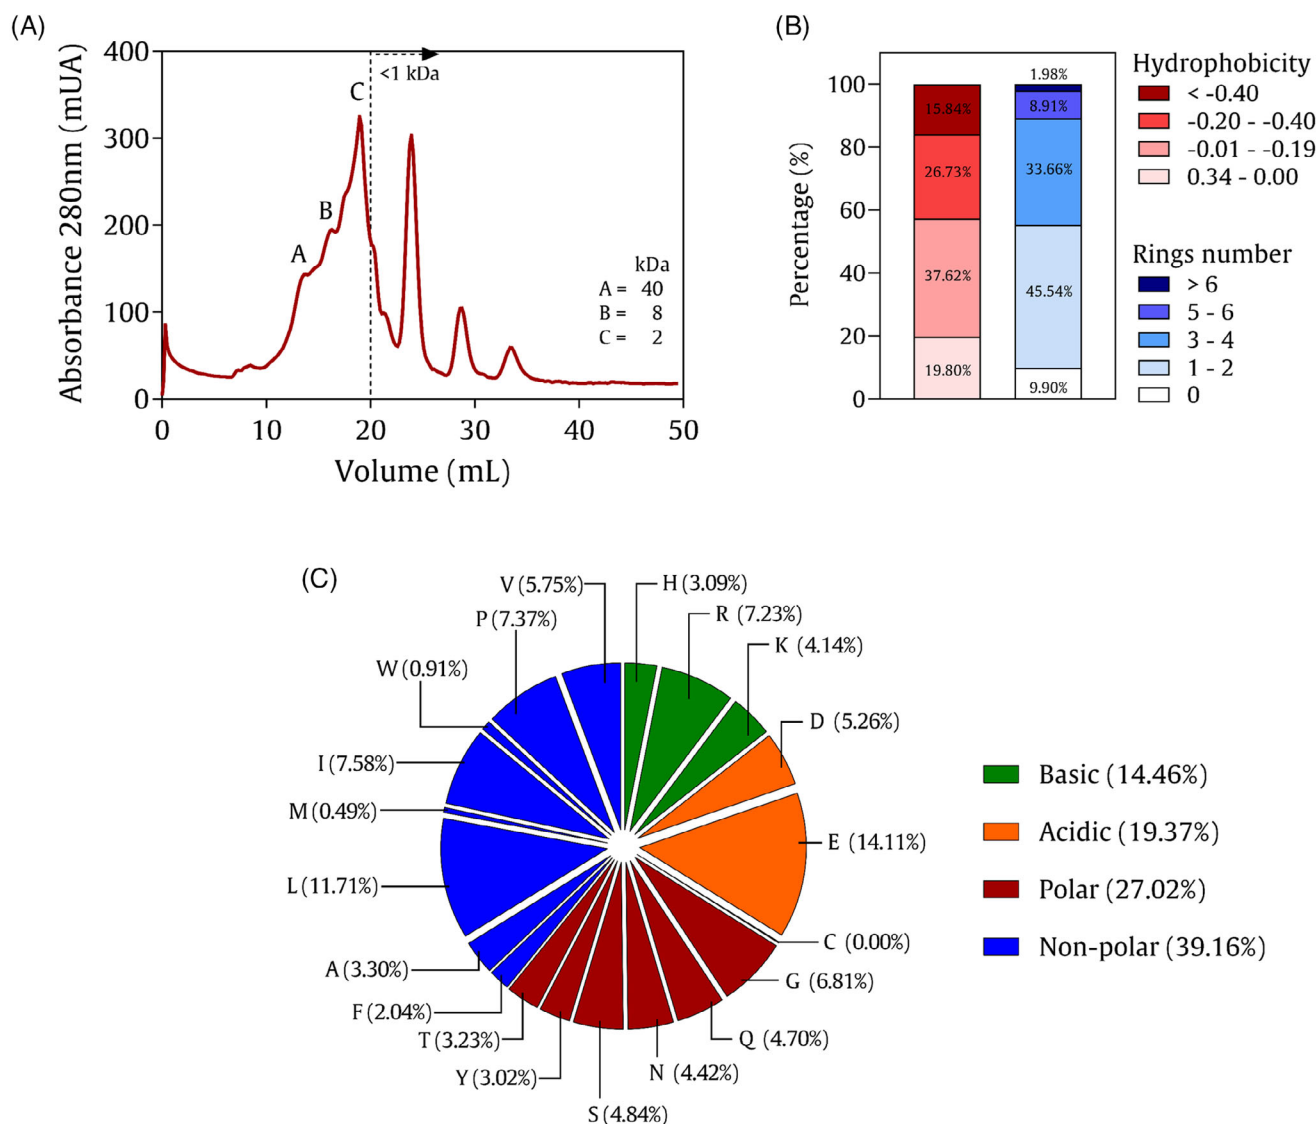 (A)
400
300
200
100
0
Absorbance 280nm (mUA)
0 10 20 30 40 50
Volume (mL)
A
B
C
<1 kDa
kDa
A = 40
B = 8
C = 2
(B)
100
80
60
40
20
0
Percentage (%)
15.84%
26.73%
37.62%
19.80%
1.98%
8.91%
33.66%
45.54%
9.90%
Hydrophobicity
< -0.40
-0.20 - -0.40
-0.01 - -0.19
0.34 - 0.00
Rings number
> 6
5 - 6
3 - 4
1 - 2
0
(C)
H (3.09%)
R (7.23%)
K (4.14%)
D (5.26%)
E (14.11%)
C (0.00%)
G (6.81%)
Q (4.70%)
N (4.42%)
S (4.84%)
Y (3.02%)
T (3.23%)
F (2.04%)
A (3.30%)
L (11.71%)
M (0.49%)
I (7.58%)
W (0.91%)
P (7.37%)
V (5.75%)
Basic (14.46%)
Acidic (19.37%)
Polar (27.02%)
Non-polar (39.16%)